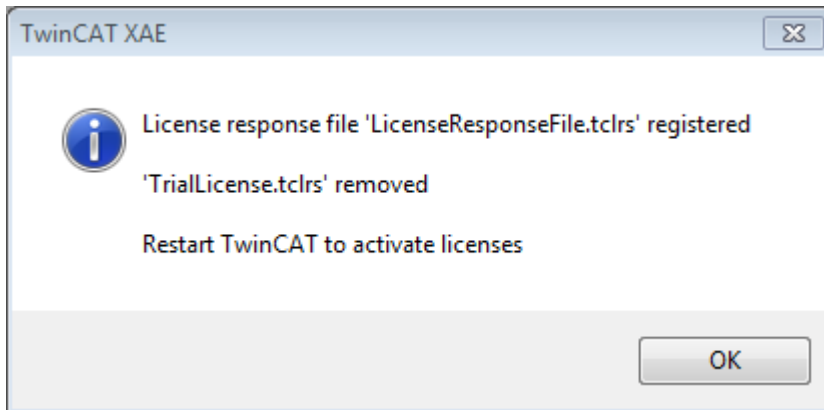 TwinCAT XAE
License response file 'LicenseResponseFile.tclrs' registered
'TrialLicense.tclrs' removed
Restart TwinCAT to activate licenses
OK